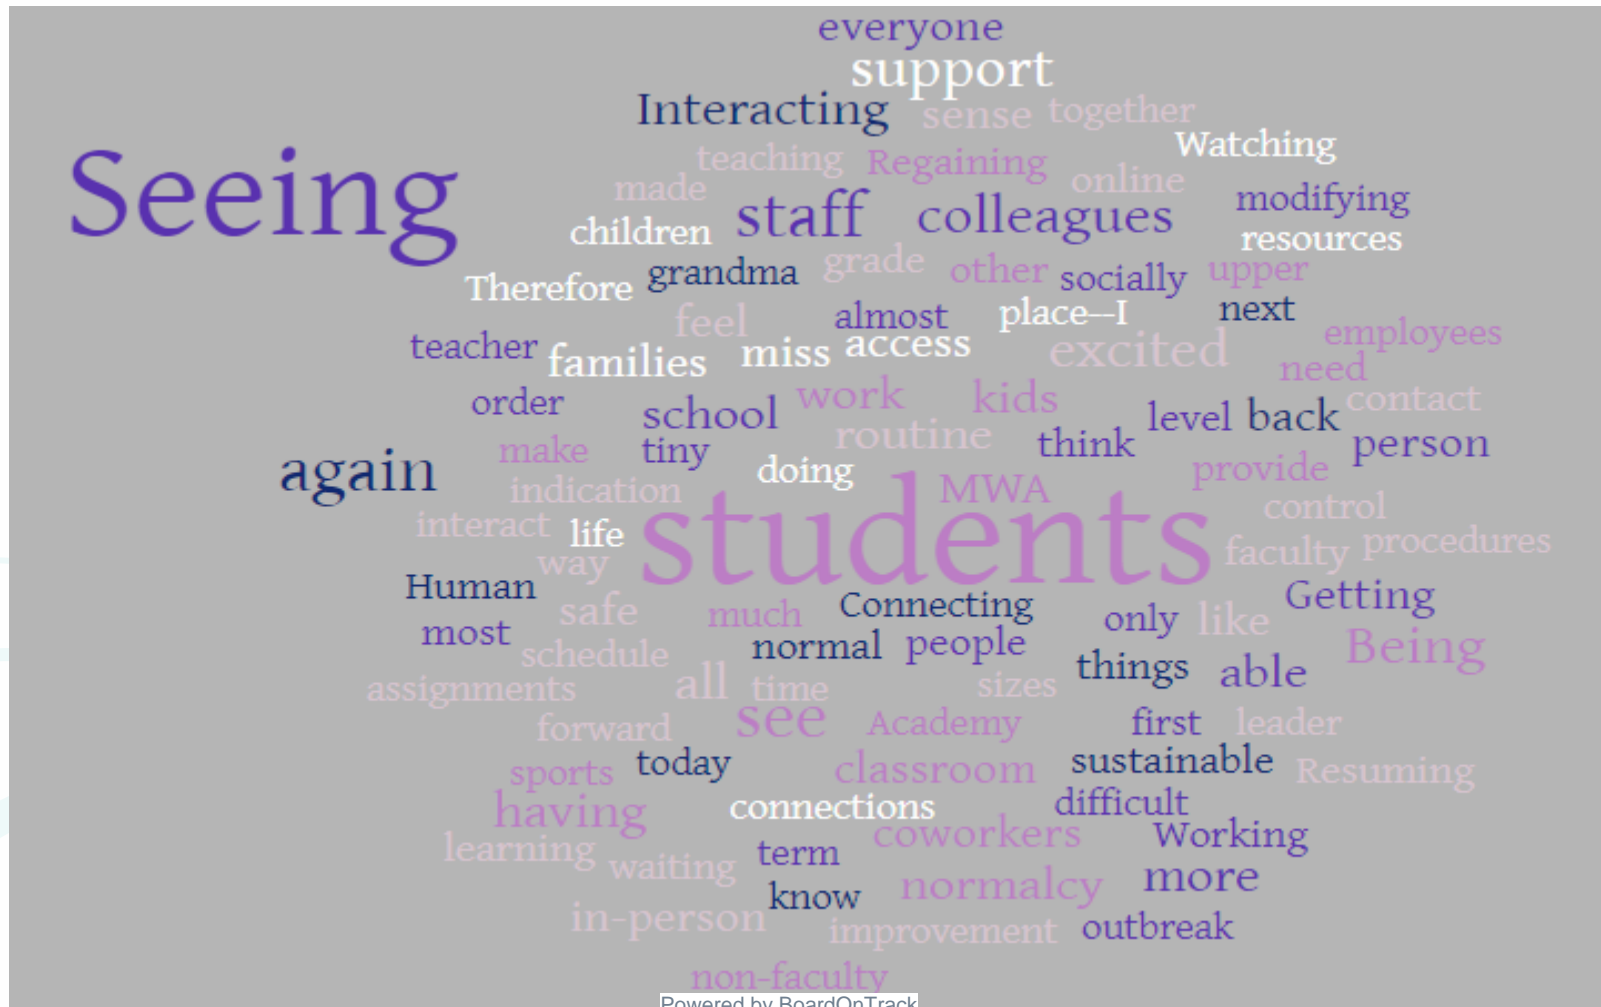 everyone
support
Interacting sense together
Watching
teaching Regaining online
made modifying
children staff colleagues resources
Therefore grandma grade other socially upper
feel almost place--I next
teacher families miss access excited employees
need
order school work kids level back contact
make tiny routine think person
again doing provide
indication students MWA control
interact life faculty procedures
way
Human safe much Connecting only like Getting
most normal people Being
schedule things able
assignments all time sizes
forward see Academy first leader
sports today classroom sustainable Resuming
having connections difficult
learning waiting term coworkers Working
know normalcy more
in-person improvement outbreak
non-faculty
Seeing
Powered by BoardOnTrack